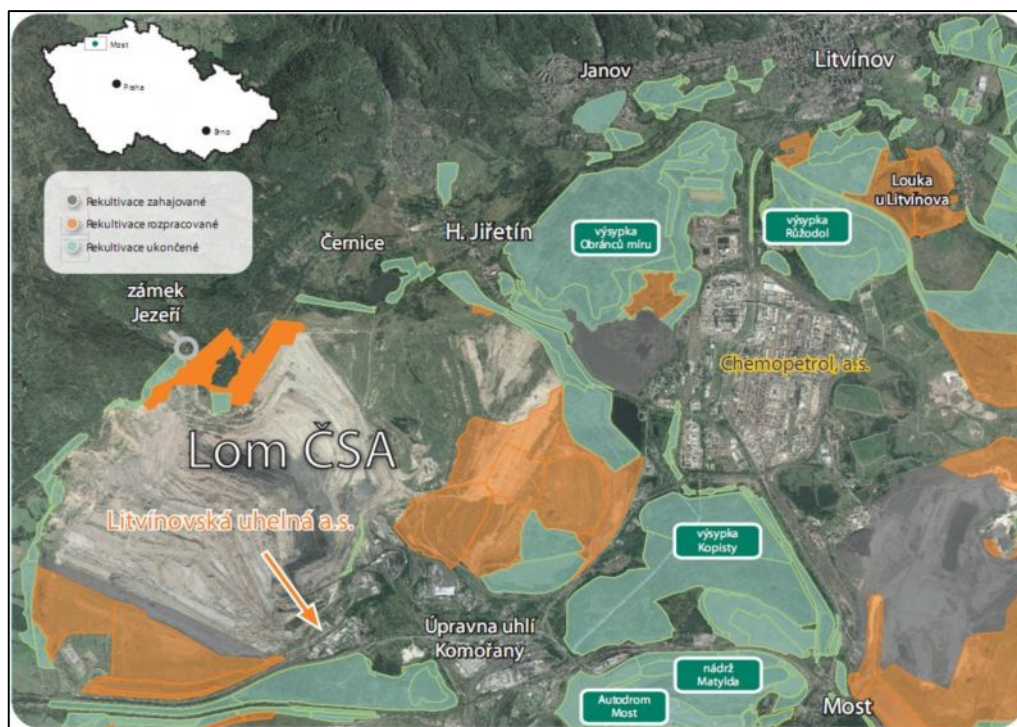 Most
Praha
Brno
Rekultivace zahajované
Rekultivace rozpracované
Rekultivace ukončené
Janov
Litvínov
Louka
u Litvínova
výsypka
Růžodol
výsypka
Obránců míru
H. Jiřetín
Černice
zámek
Jezeří
Chemopetrol, a.s.
Lom ČSA
Litvínovská uhelná a.s.
výsypka
Kopisty
Úpravna uhlí
Komořany
nádrž
Matylda
Autodrom
Most
Most